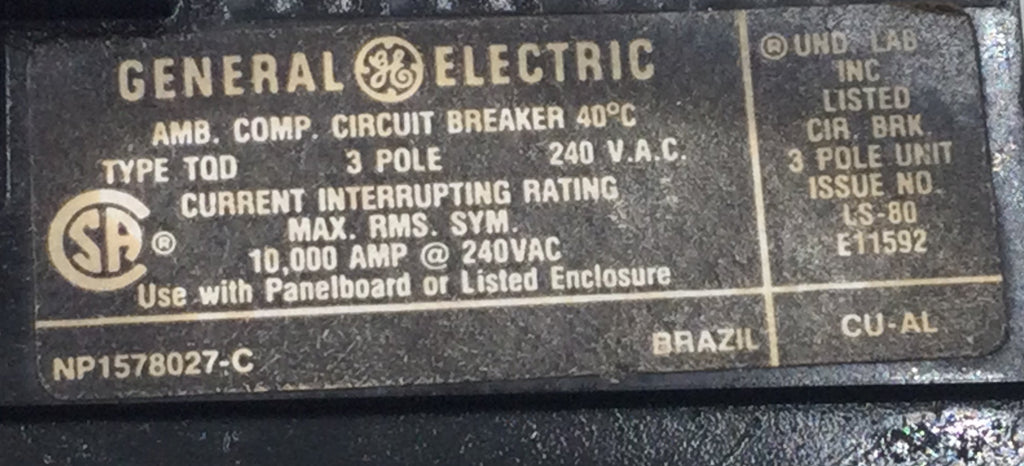 GENERAL GE ELECTRIC
AMB. COMP. CIRCUIT BREAKER 40°C
TYPE TQD 3 POLE 240 V.A.C.
CURRENT INTERRUPTING RATING
MAX. RMS. SYM.
10,000 AMP @ 240VAC
Use with Panelboard or Listed Enclosure
SA ®
NP1578027-C
BRAZIL
® UND. LAB
INC
LISTED
CIR. BRK.
3 POLE UNIT
ISSUE NO.
LS-80
E11592
CU-AL